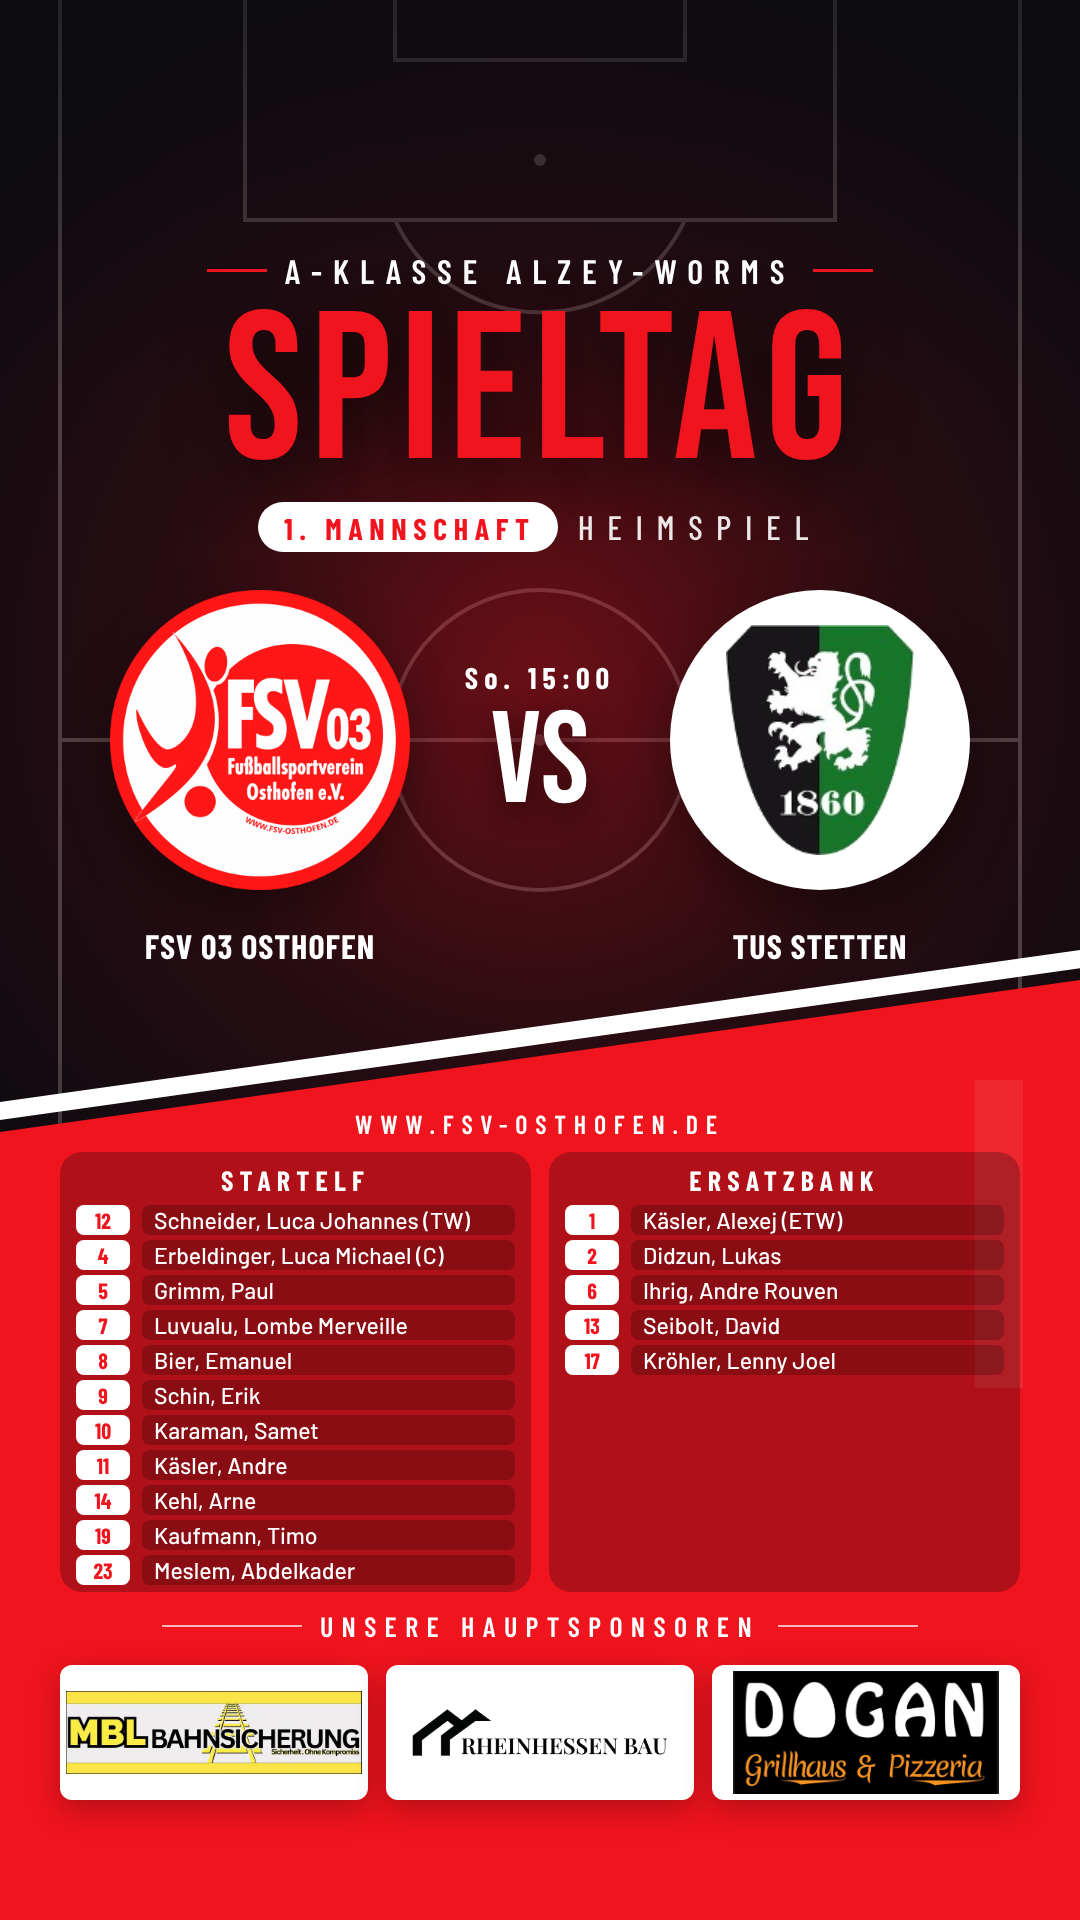 A-KLASSE ALZEY-WORMS
SPIELTAG
1. MANNSCHAFT HEIMSPIEL
FSV03
Fußballsportverein
Osthofen e.V.
WWW.FSV-OSTHOFEN.DE
So. 15:00
VS
1860
FSV 03 OSTHOFEN
TUS STETTEN
WWW.FSV-OSTHOFEN.DE
STARTELF
12 Schneider, Luca Johannes (TW)
4 Erbeldinger, Luca Michael (C)
5 Grimm, Paul
7 Luvualu, Lombe Merveille
8 Bier, Emanuel
9 Schin, Erik
10 Karaman, Samet
11 Käsler, Andre
14 Kehl, Arne
19 Kaufmann, Timo
23 Meslem, Abdelkader
ERSATZBANK
1 Käsler, Alexej (ETW)
2 Didzun, Lukas
6 Ihrig, Andre Rouven
13 Seibolt, David
17 Kröhler, Lenny Joel
UNSERE HAUPTSPONSOREN
MBL BAHNSICHERUNG
Sicherheit. Ohne Kompromiss
RHEINHESSEN BAU
DOGAN
Grillhaus & Pizzeria